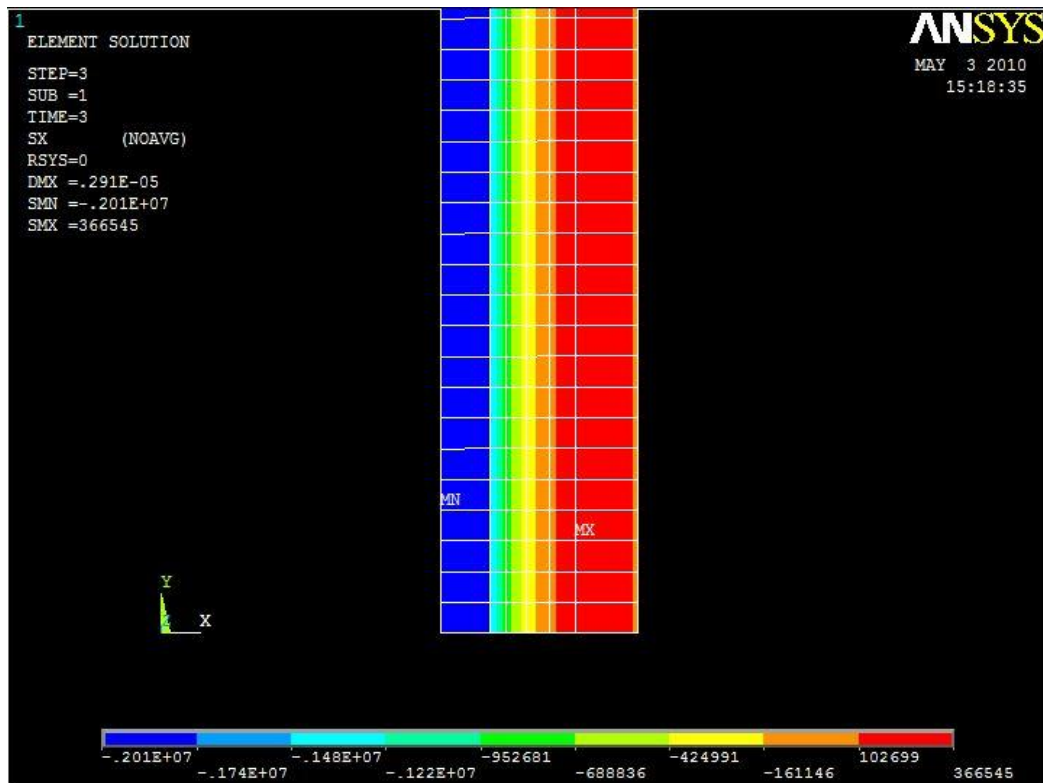 1
ELEMENT SOLUTION
STEP=3
SUB =1
TIME=3
SX (NOAVG)
RSYS=0
DMX =.291E-05
SMN =-.201E+07
SMX =366545
ANSYS
MAY 3 2010
15:18:35
MN
MX
Y
Z X
-.201E+07 -.148E+07 -952681 -424991 102699
-.174E+07 -.122E+07 -688836 -161146 366545